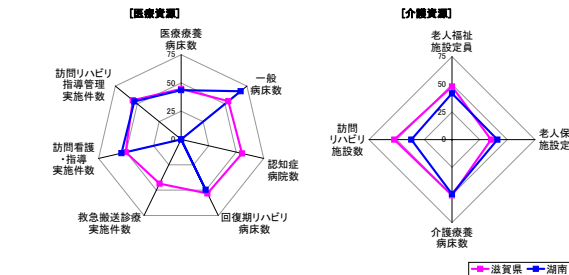 [医療資源]
[介護資源]
医療療養
病床数
一般
病床数
認知症
病院数
回復期リハビリ
病床数
救急搬送診療
実施件数
訪問看護
・指導
実施件数
訪問リハビリ
指導管理
実施件数
75
50
25
0
老人福祉
施設定員
老人保
施設定
介護療養
病床数
訪問
リハビリ
施設数
75
50
25
0
滋賀県
湖南